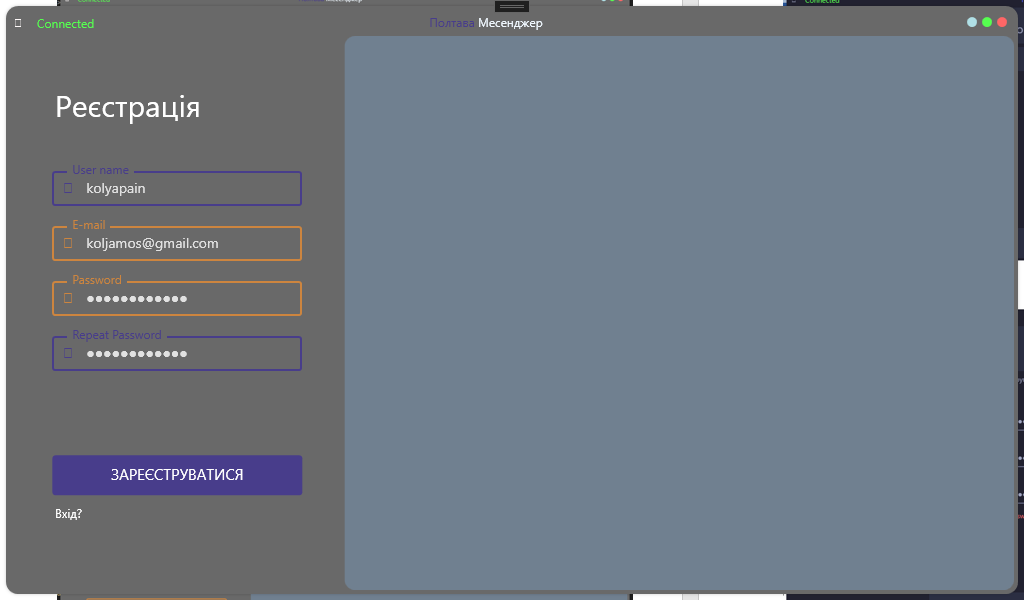 Connected
Полтава Месенджер
Реєстрація
User name
kolyapain
E-mail
koljamos@gmail.com
Password
●●●●●●●●●●●●
Repeat Password
●●●●●●●●●●●●
ЗАРЕЄСТРУВАТИСЯ
Вхід?